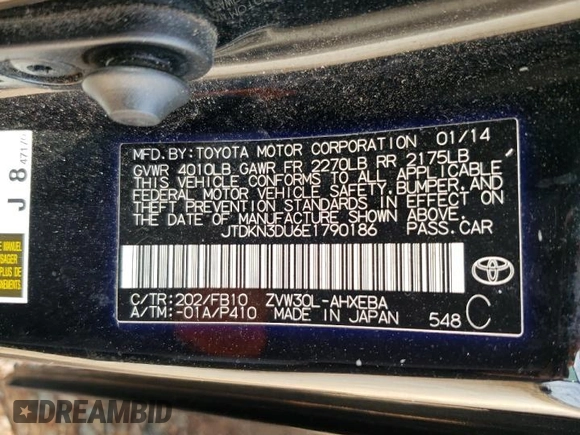 MFD. BY: TOYOTA MOTOR CORPORATION 01/14
GVWR 4010LB GAWR FR 2270LB RR 2175LB
THIS VEHICLE CONFORMS TO ALL APPLICABLE
FEDERAL MOTOR VEHICLE SAFETY, BUMPER, AND
THEFT PREVENTION STANDARDS IN EFFECT ON
THE DATE OF MANUFACTURE SHOWN ABOVE.
JTDKN3DU6E1790186 PASS. CAR
C/TR: 202/FB10 ZVW30L-AHXEBA
A/TM: -01A/P410 MADE IN JAPAN 548 C
TOYOTA
J 8
DREAMBID